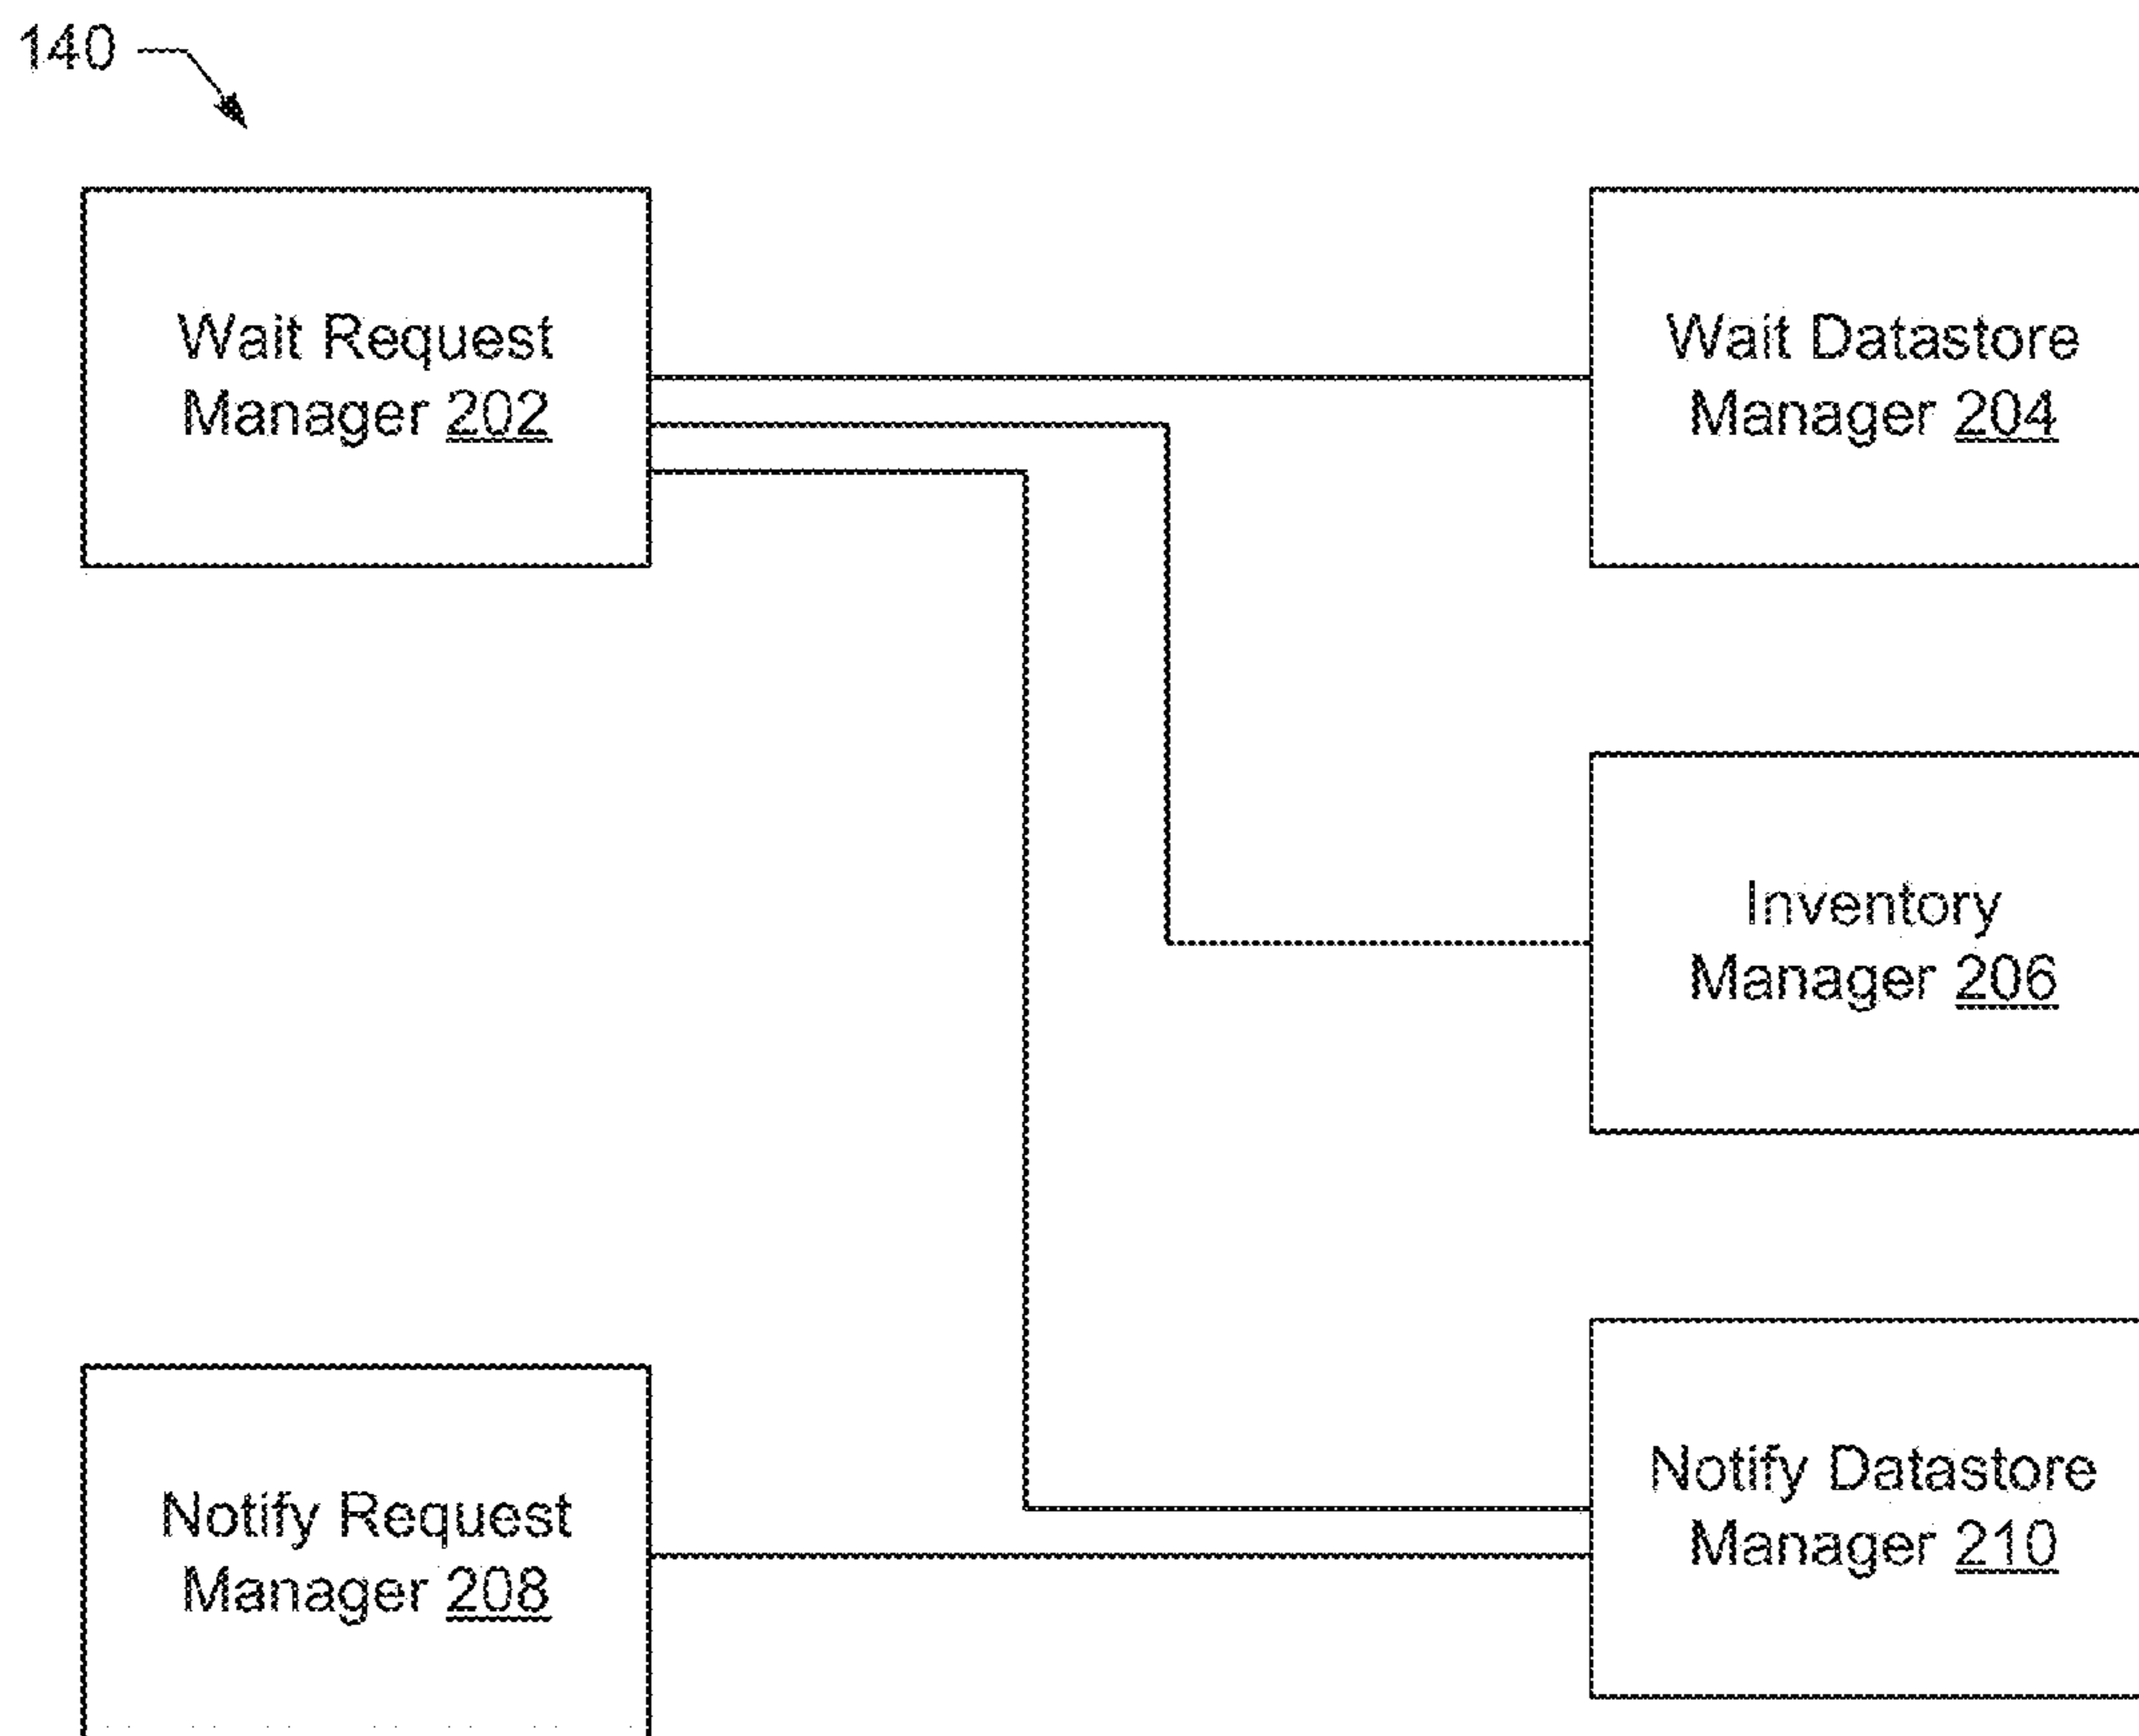 140
Wait Request
Manager 202
Wait Datastore
Manager 204
Inventory
Manager 206
Notify Request
Manager 208
Notify Datastore
Manager 210